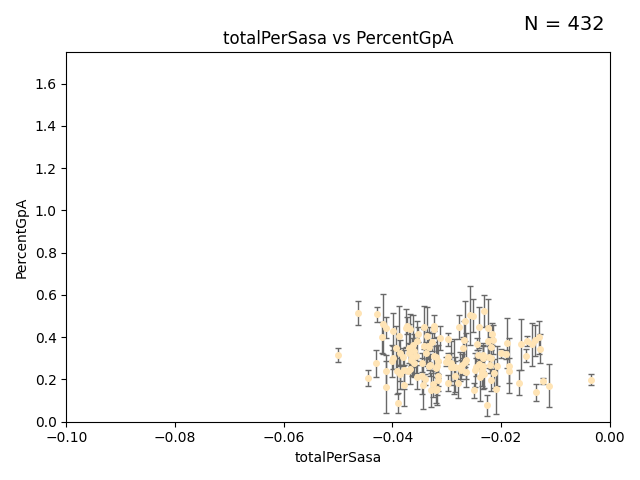 N = 432
totalPerSasa vs PercentGpA
PercentGpA
1.6
1.4
1.2
1.0
0.8
0.6
0.4
0.2
0.0
−0.10 −0.08 −0.06 −0.04 −0.02 0.00
totalPerSasa